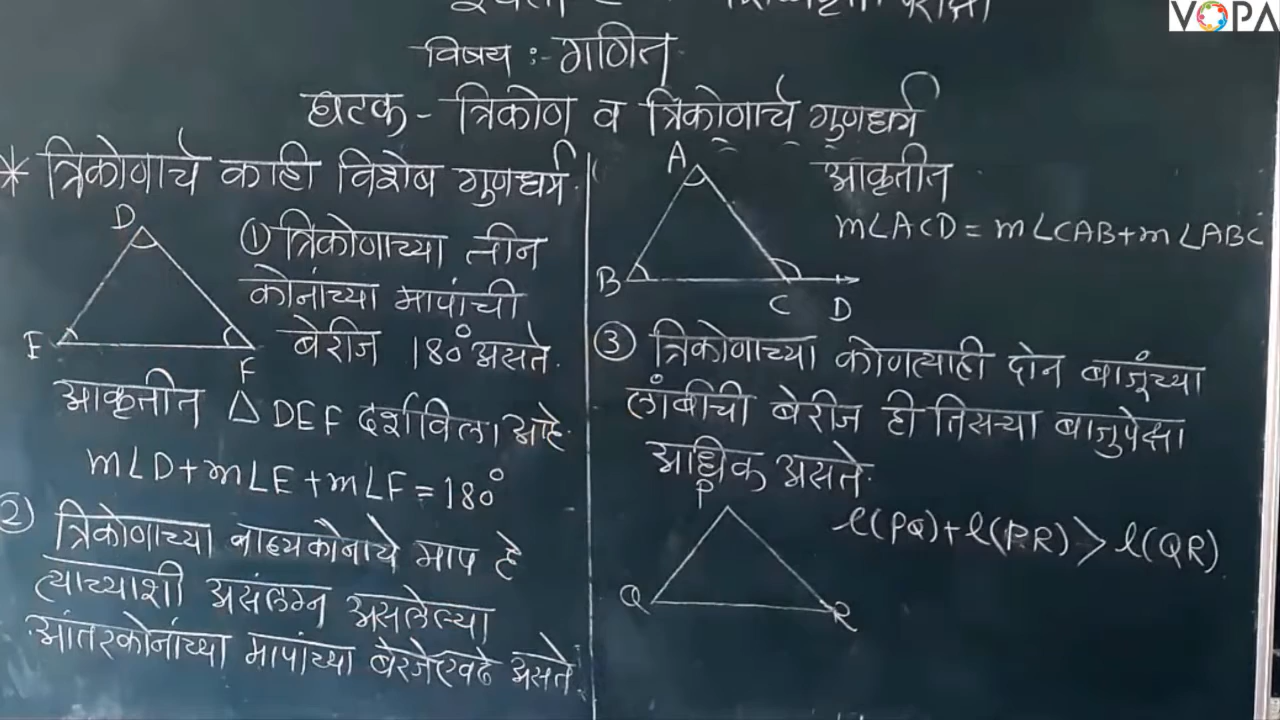 VOPA
विषय :- गणित
घटक - त्रिकोण व त्रिकोणाचे गुणधर्म
* त्रिकोणाचे काही विशेष गुणधर्म.
D
E
F
① त्रिकोणाच्या तीन
कोनांच्या मापांची
बेरीज 180° असते.
आकृतीत △ DEF दर्शविला आहे.
m∠D+m∠E+m∠F=180°
② त्रिकोणाच्या बाह्यकोनाचे माप हे
त्याच्याशी असंलग्न असलेल्या
आंतरकोनांच्या मापांच्या बेरजेएवढे असते.
A
B
C
D
आकृतीत
m∠ACD = m∠CAB+m∠ABC
③ त्रिकोणाच्या कोणत्याही दोन बाजूंच्या
लांबींची बेरीज ही तिसऱ्या बाजुपेक्षा
अधिक असते.
P
Q
R
l(PQ)+l(PR)>l(QR)